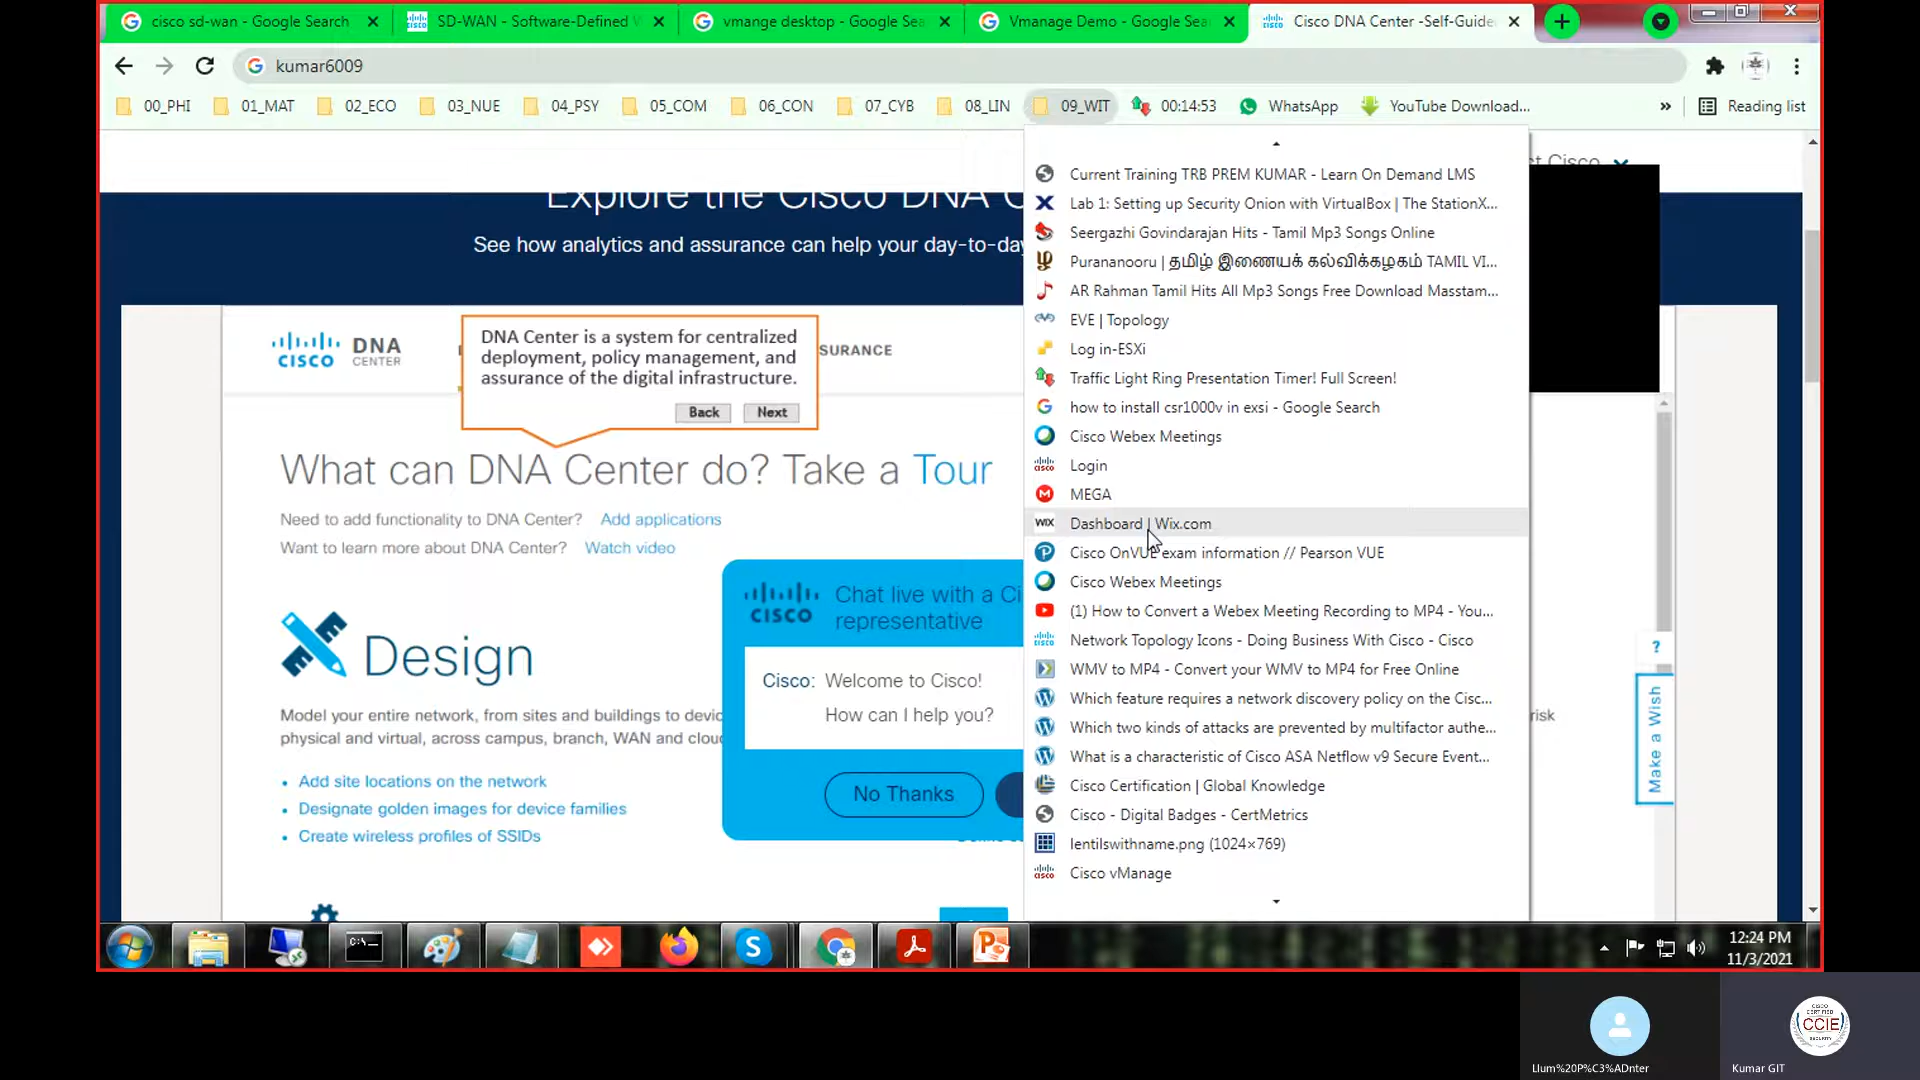 cisco sd-wan - Google Search
SD-WAN - Software-Defined
vmange desktop - Google Sea
Vmanage Demo - Google Sea
Cisco DNA Center -Self-Guide
kumar6009
00_PHI
01_MAT
02_ECO
03_NUE
04_PSY
05_COM
06_CON
07_CYB
08_LIN
09_WIT
00:14:53
WhatsApp
YouTube Download...
»
Reading list
Cisco
Explore the Cisco DNA C
See how analytics and assurance can help your day-to-day
CISCO
DNA
CENTER
SURANCE
DNA Center is a system for centralized
deployment, policy management, and
assurance of the digital infrastructure.
Back
Next
What can DNA Center do? Take a Tour
Need to add functionality to DNA Center? Add applications
Want to learn more about DNA Center? Watch video
Design
Model your entire network, from sites and buildings to devic
physical and virtual, across campus, branch, WAN and clou
risk
• Add site locations on the network
• Designate golden images for device families
• Create wireless profiles of SSIDs
CISCO
Chat live with a Ci
representative
Cisco: Welcome to Cisco!
How can I help you?
No Thanks
Current Training TRB PREM KUMAR - Learn On Demand LMS
Lab 1: Setting up Security Onion with VirtualBox | The StationX...
Seergazhi Govindarajan Hits - Tamil Mp3 Songs Online
Purananooru | தமிழ் இணையக் கல்விக்கழகம் TAMIL VI...
AR Rahman Tamil Hits All Mp3 Songs Free Download Masstam...
EVE | Topology
Log in-ESXi
Traffic Light Ring Presentation Timer! Full Screen!
how to install csr1000v in exsi - Google Search
Cisco Webex Meetings
Login
MEGA
WIX Dashboard | Wix.com
Cisco OnVUE exam information // Pearson VUE
Cisco Webex Meetings
(1) How to Convert a Webex Meeting Recording to MP4 - You...
Network Topology Icons - Doing Business With Cisco - Cisco
WMV to MP4 - Convert your WMV to MP4 for Free Online
Which feature requires a network discovery policy on the Cisc...
Which two kinds of attacks are prevented by multifactor authe...
What is a characteristic of Cisco ASA Netflow v9 Secure Event...
Cisco Certification | Global Knowledge
Cisco - Digital Badges - CertMetrics
lentilswithname.png (1024×769)
Cisco vManage
?
Make a Wish
12:24 PM
11/3/2021
CCIE
Llum%20P%C3%ADnter
Kumar GIT